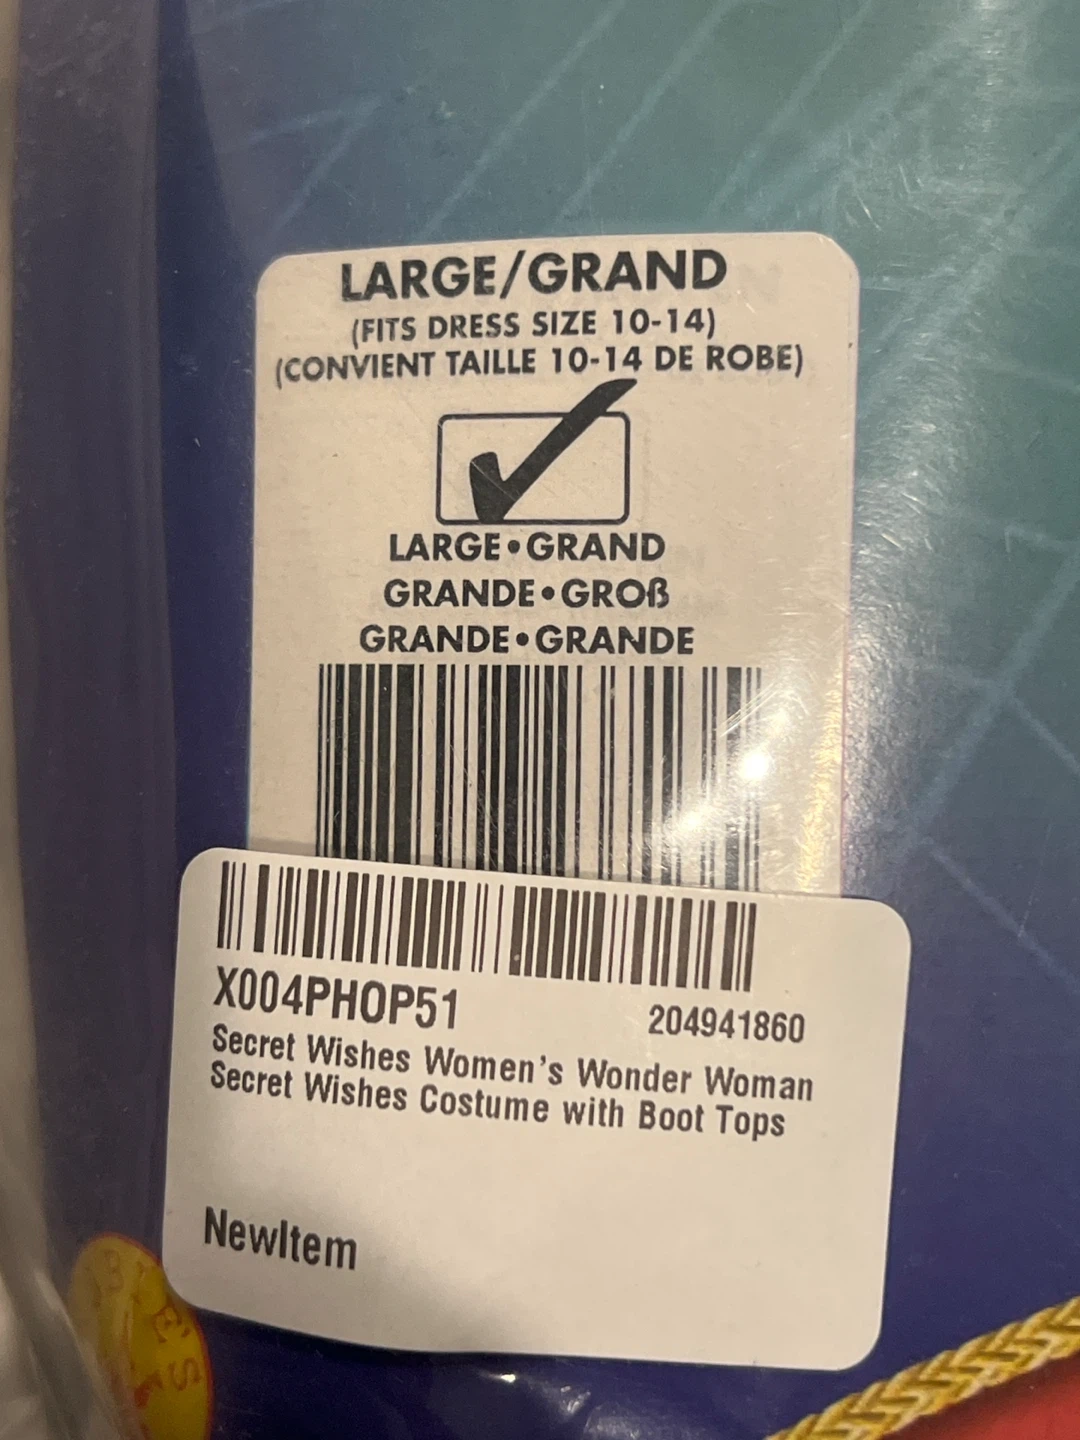 LARGE/GRAND
(FITS DRESS SIZE 10-14)
(CONVIENT TAILLE 10-14 DE ROBE)
LARGE•GRAND
GRANDE•GROß
GRANDE•GRANDE
X004PHOP51 204941860
Secret Wishes Women's Wonder Woman
Secret Wishes Costume with Boot Tops
NewItem